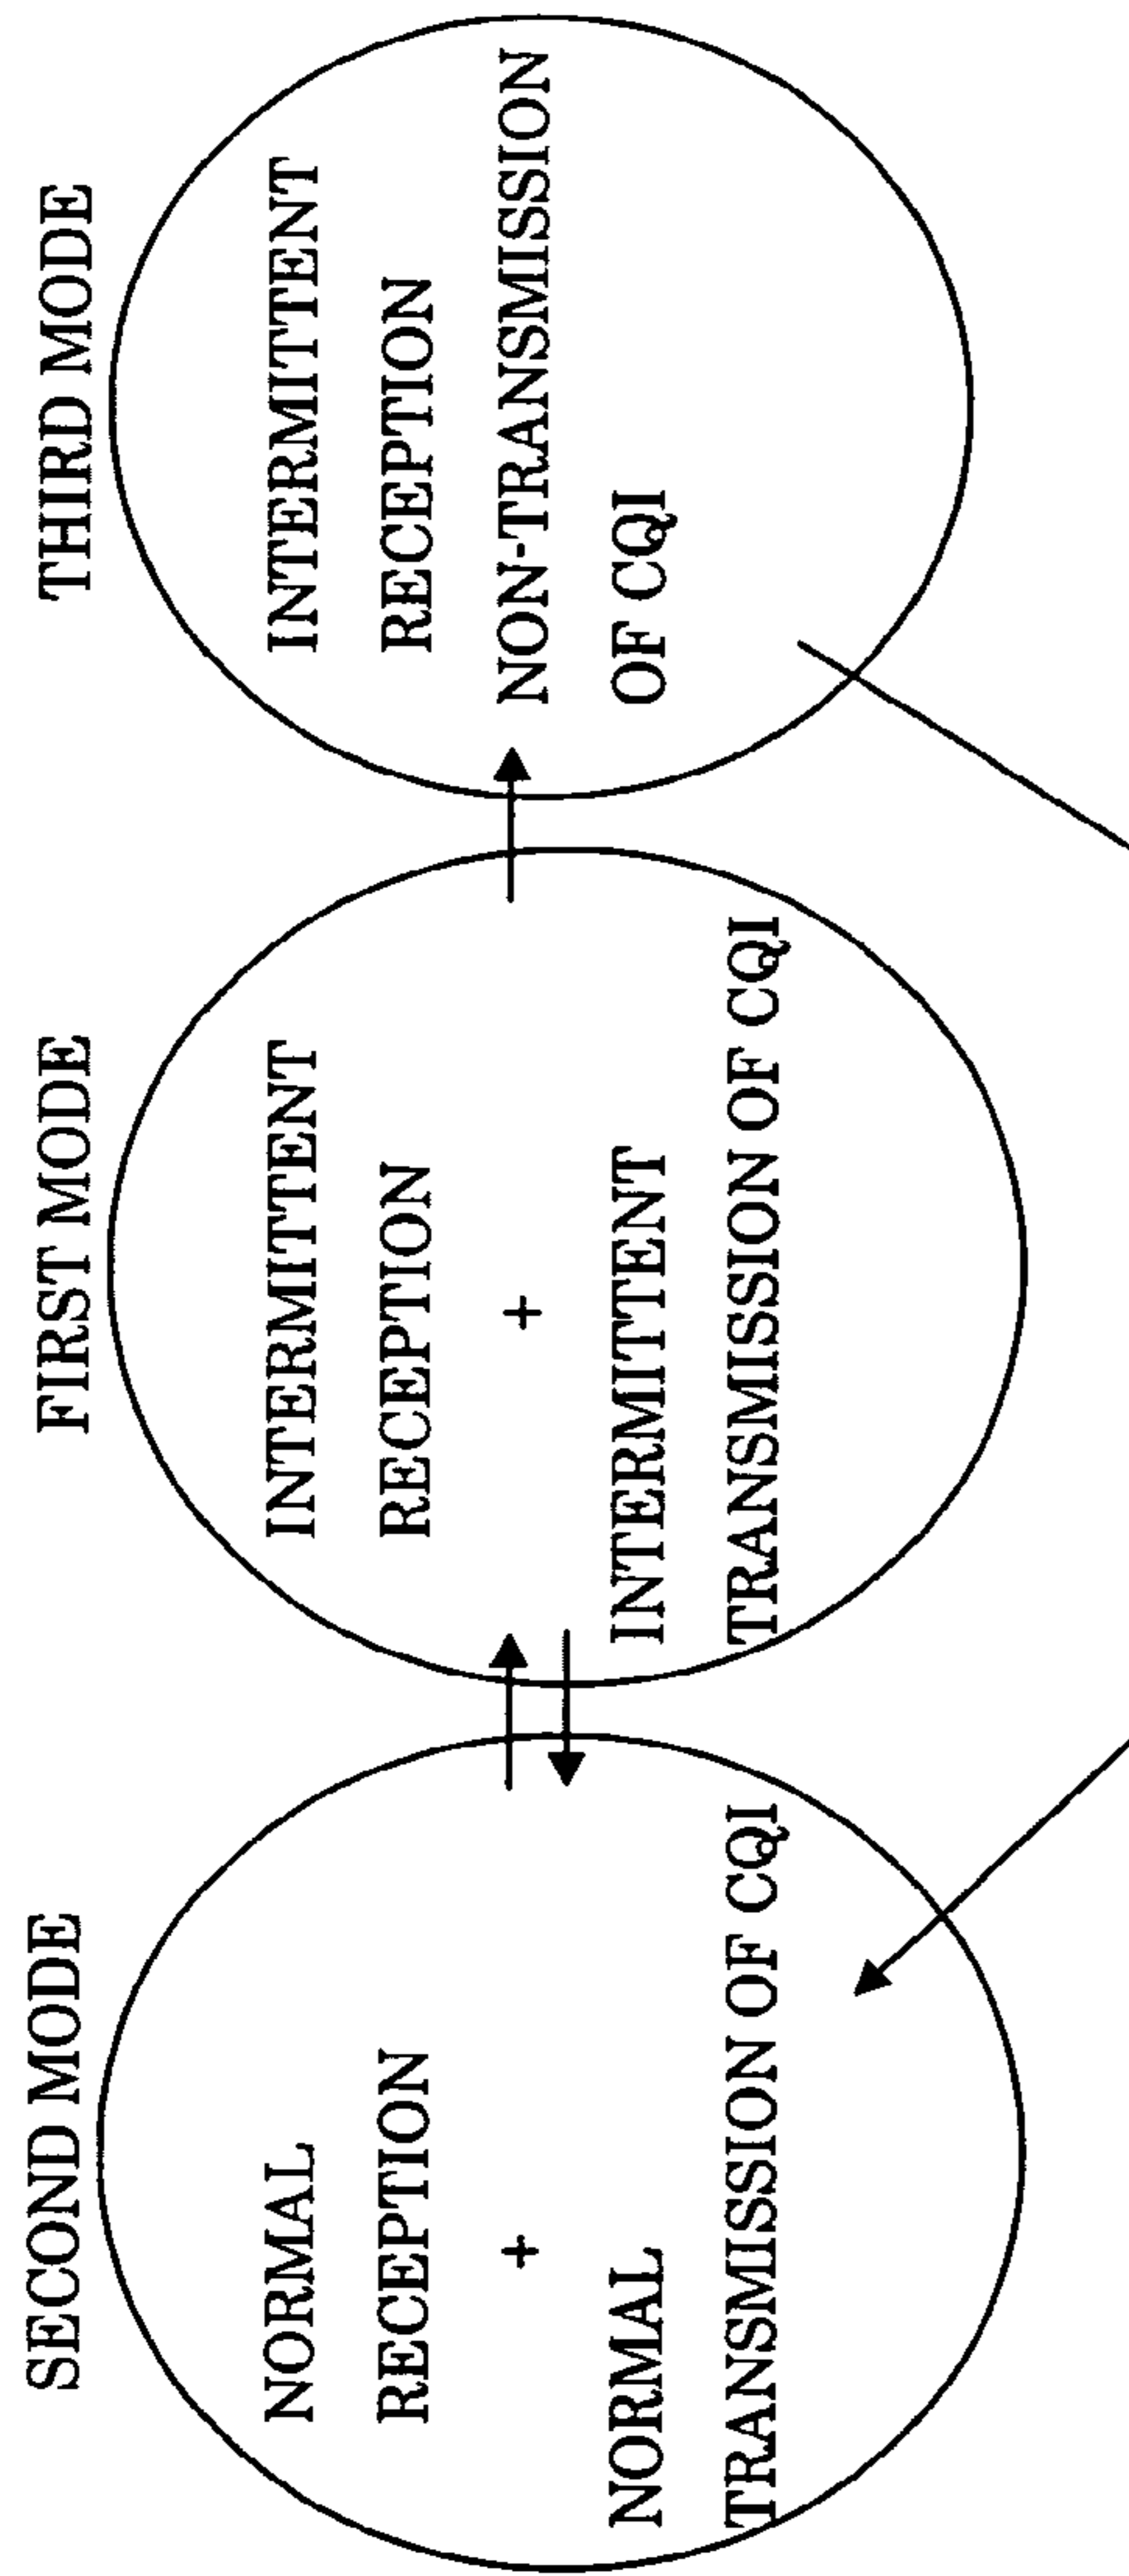 SECOND MODE
NORMAL
RECEPTION
+
NORMAL
TRANSMISSION OF CQI
FIRST MODE
INTERMITTENT
RECEPTION
+
INTERMITTENT
TRANSMISSION OF CQI
THIRD MODE
INTERMITTENT
RECEPTION
NON-TRANSMISSION
OF CQI